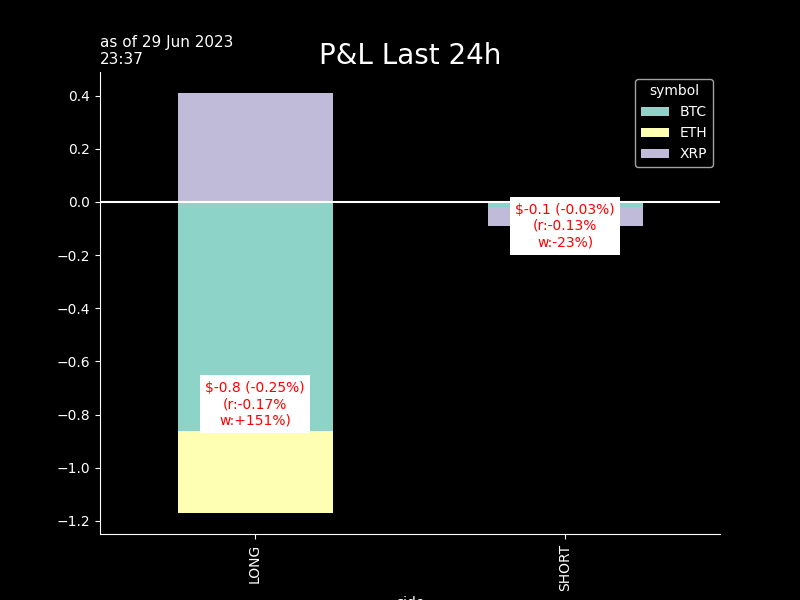 as of 29 Jun 2023
23:37
P&L Last 24h
symbol
BTC
ETH
XRP
0.4
0.2
0.0
−0.2
−0.4
−0.6
−0.8
−1.0
−1.2
$-0.1 (-0.03%)
(r:-0.13%
w:-23%)
$-0.8 (-0.25%)
(r:-0.17%
w:+151%)
LONG
SHORT